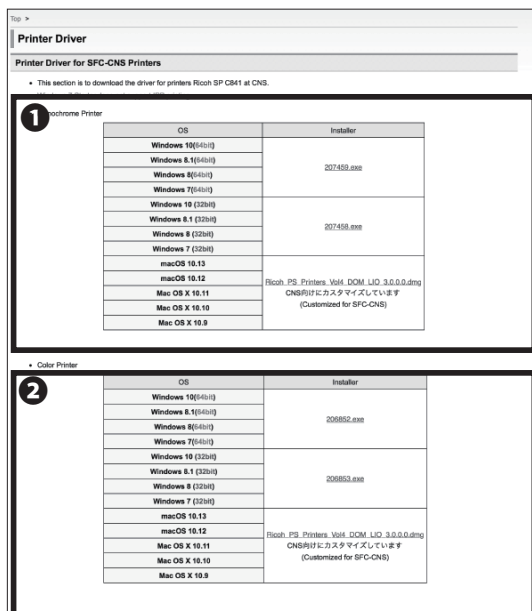 Top >
Printer Driver
Printer Driver for SFC-CNS Printers
• This section is to download the driver for printers Ricoh SP C841 at CNS.
1
nochrome Printer
OS Installer
Windows 10(64bit)
Windows 8.1(64bit)
Windows 8(64bit)
Windows 7(64bit)
207459.exe
Windows 10 (32bit)
Windows 8.1 (32bit)
Windows 8 (32bit)
Windows 7 (32bit)
207458.exe
macOS 10.13
macOS 10.12
Mac OS X 10.11
Mac OS X 10.10
Mac OS X 10.9
Ricoh_PS_Printers_Vol4_DOM_LIO_3.0.0.0.dmg
CNS向けにカスタマイズしています
(Customized for SFC-CNS)
• Color Printer
2
OS Installer
Windows 10(64bit)
Windows 8.1(64bit)
Windows 8(64bit)
Windows 7(64bit)
206852.exe
Windows 10 (32bit)
Windows 8.1 (32bit)
Windows 8 (32bit)
Windows 7 (32bit)
206853.exe
macOS 10.13
macOS 10.12
Mac OS X 10.11
Mac OS X 10.10
Mac OS X 10.9
Ricoh_PS_Printers_Vol4_DOM_LIO_3.0.0.0.dmg
CNS向けにカスタマイズしています
(Customized for SFC-CNS)